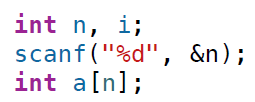 int n, i;
scanf("%d", &n);
int a[n];